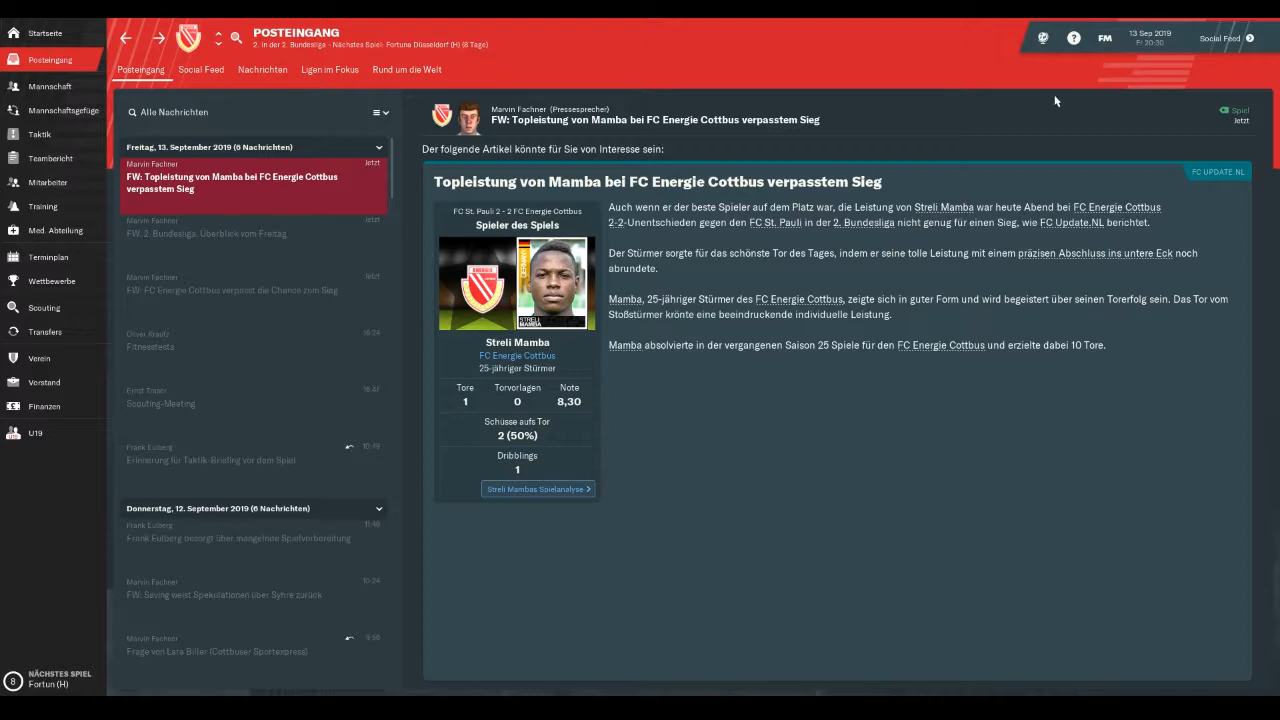 Startseite
Posteingang
Mannschaft
Mannschaftsgefüge
Taktik
Teambericht
Mitarbeiter
Training
Med. Abteilung
Terminplan
Wettbewerbe
Scouting
Transfers
Verein
Vorstand
Finanzen
U19
U19
8
NÄCHSTES SPIEL
Fortun (H)
POSTEINGANG
2. in der 2. Bundesliga - Nächstes Spiel: Fortuna Düsseldorf (H) (8 Tage)
? FM
13 Sep 2019
Fr 20:30
Social Feed
Posteingang Social Feed Nachrichten Ligen im Fokus Rund um die Welt
Alle Nachrichten
Freitag, 13. September 2019 (6 Nachrichten)
Marvin Fachner Jetzt
FW: Topleistung von Mamba bei FC Energie Cottbus
verpasstem Sieg
Marvin Fachner Jetzt
FW: 2. Bundesliga: Überblick vom Freitag
Marvin Fachner Jetzt
FW: FC Energie Cottbus verpasst die Chance zum Sieg
Oliver Krautz 16:24
Fitnesstests
Ernst Thaler
Scouting-Meeting
Frank Eulberg 10:49
Erinnerung für Taktik-Briefing vor dem Spiel
Donnerstag, 12. September 2019 (6 Nachrichten)
Frank Eulberg 11:48
Frank Eulberg besorgt über mangelnde Spielvorbereitung
Marvin Fachner 10:24
FW: Saving weist Spekulationen über Syhre zurück
Marvin Fachner 9:56
Frage von Lara Biller (Cottbuser Sportexpress)
Marvin Fachner (Pressesprecher)
FW: Topleistung von Mamba bei FC Energie Cottbus verpasstem Sieg
Spiel
Jetzt
Der folgende Artikel könnte für Sie von Interesse sein:
FC UPDATE.NL
Topleistung von Mamba bei FC Energie Cottbus verpasstem Sieg
FC St. Pauli 2 - 2 FC Energie Cottbus
Spieler des Spiels
ENERGIE
GERMANY
STRELI
MAMBA
Streli Mamba
FC Energie Cottbus
25-jähriger Stürmer
Tore Torvorlagen Note
1 0 8,30
Schüsse aufs Tor
2 (50%)
Dribblings
1
Streli Mambas Spielanalyse
Auch wenn er der beste Spieler auf dem Platz war, die Leistung von Streli Mamba war heute Abend bei FC Energie Cottbus
2-2-Unentschieden gegen den FC St. Pauli in der 2. Bundesliga nicht genug für einen Sieg, wie FC Update.NL berichtet.
Der Stürmer sorgte für das schönste Tor des Tages, indem er seine tolle Leistung mit einem präzisen Abschluss ins untere Eck noch
abrundete.
Mamba, 25-jähriger Stürmer des FC Energie Cottbus, zeigte sich in guter Form und wird begeistert über seinen Torerfolg sein. Das Tor vom
Stoßstürmer krönte eine beeindruckende individuelle Leistung.
Mamba absolvierte in der vergangenen Saison 25 Spiele für den FC Energie Cottbus und erzielte dabei 10 Tore.